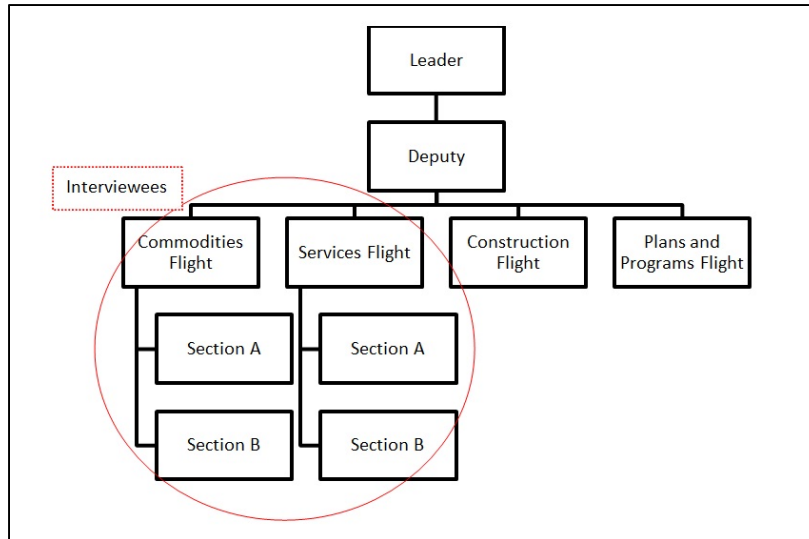 Leader
Deputy
Interviewees
Commodities
Flight
Services Flight
Construction
Flight
Plans and
Programs Flight
Section A
Section A
Section B
Section B